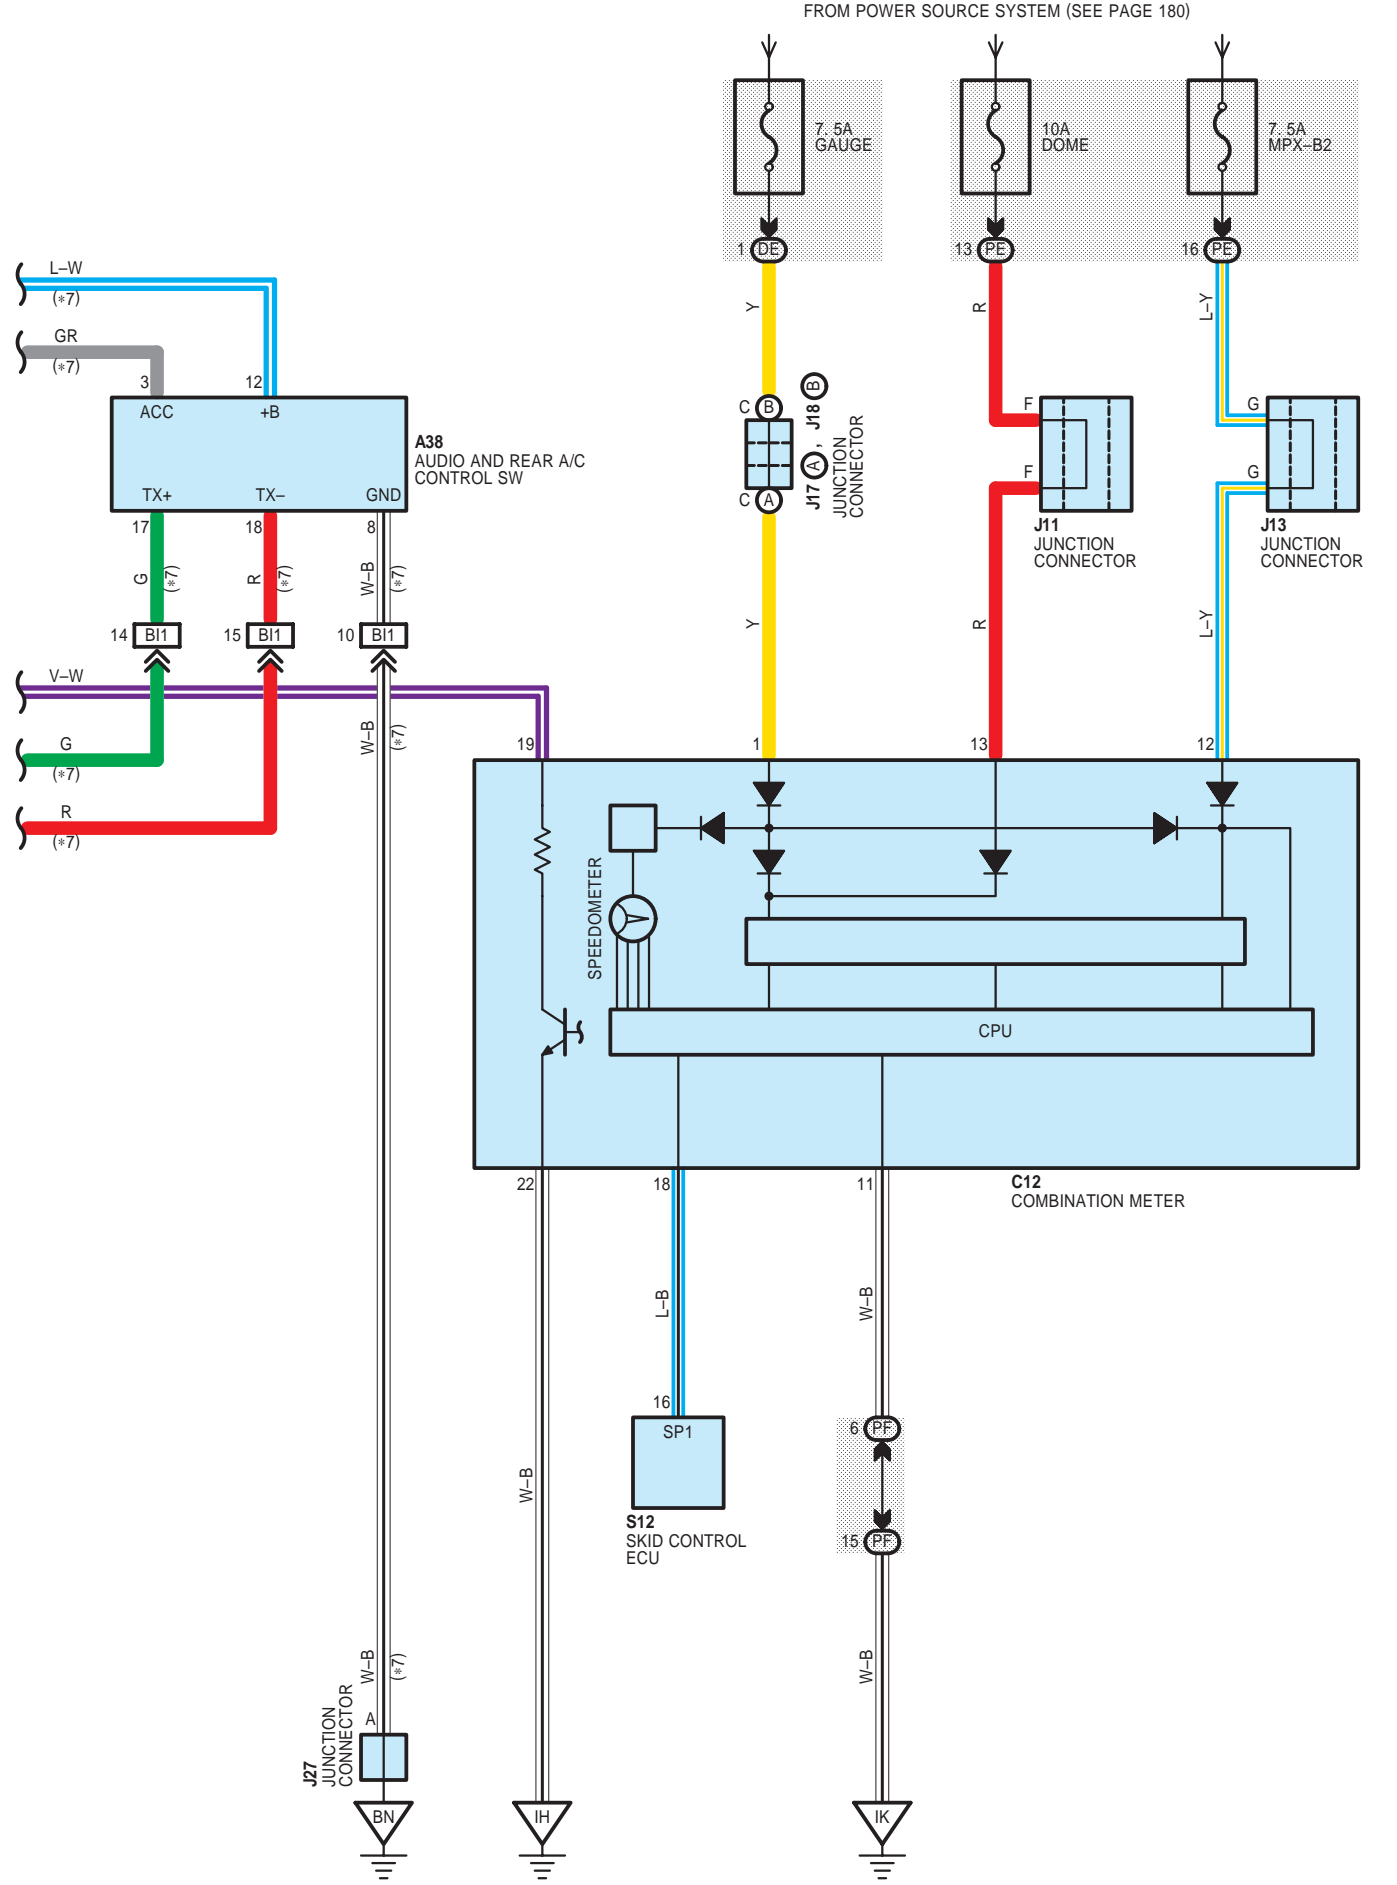 FROM POWER SOURCE SYSTEM (SEE PAGE 180)
7. 5A
GAUGE
10A
DOME
7. 5A
MPX–B2
1 DE
13 PE
16 PE
L–W
(*7)
GR
(*7)
Y
R
L–Y
3
12
ACC
+B
A38
AUDIO AND REAR A/C
CONTROL SW
TX+
TX–
GND
17
18
8
C B
C A
J17 A , J18 B
JUNCTION
CONNECTOR
F
F
J11
JUNCTION
CONNECTOR
G
G
J13
JUNCTION
CONNECTOR
G
(*7)
R
(*7)
W–B
(*7)
Y
R
L–Y
14 BI1
15 BI1
10 BI1
V–W
G
(*7)
R
(*7)
W–B
(*7)
19
1
13
12
SPEEDOMETER
CPU
22
18
11
C12
COMBINATION METER
L–B
W–B
16
SP1
S12
SKID CONTROL
ECU
W–B
6 PF
15 PF
W–B
(*7)
W–B
A
J27
JUNCTION
CONNECTOR
BN
IH
IK